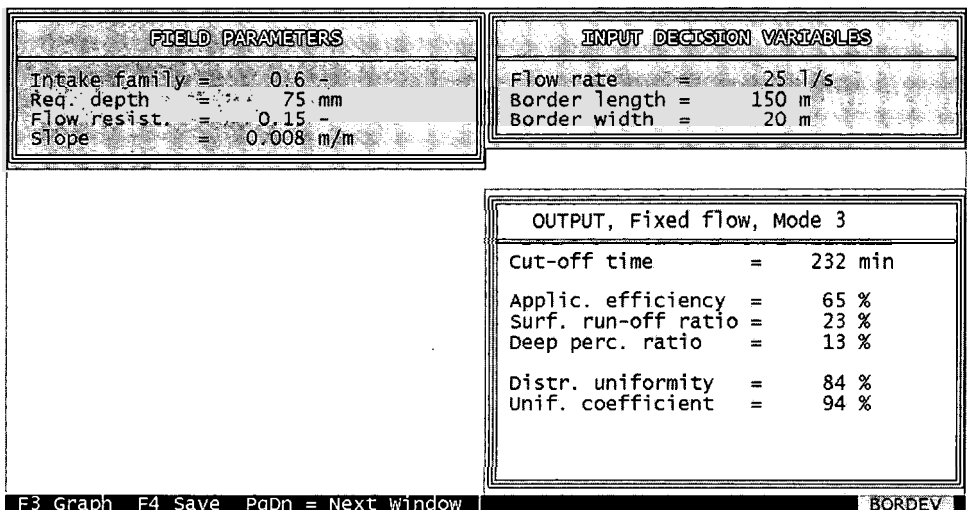 FIELD PARAMETERS
Intake family = 0.6 -
Req. depth = 75 mm
Flow resist. = 0.15 -
Slope = 0.008 m/m
INPUT DECISION VARIABLES
Flow rate = 25 l/s
Border length = 150 m
Border width = 20 m
OUTPUT, Fixed flow, Mode 3
Cut-off time = 232 min
Applic. efficiency = 65 %
Surf. run-off ratio = 23 %
Deep perc. ratio = 13 %
Distr. uniformity = 84 %
Unif. coefficient = 94 %
F3 Graph F4 Save PgDn = Next Window
BORDEV